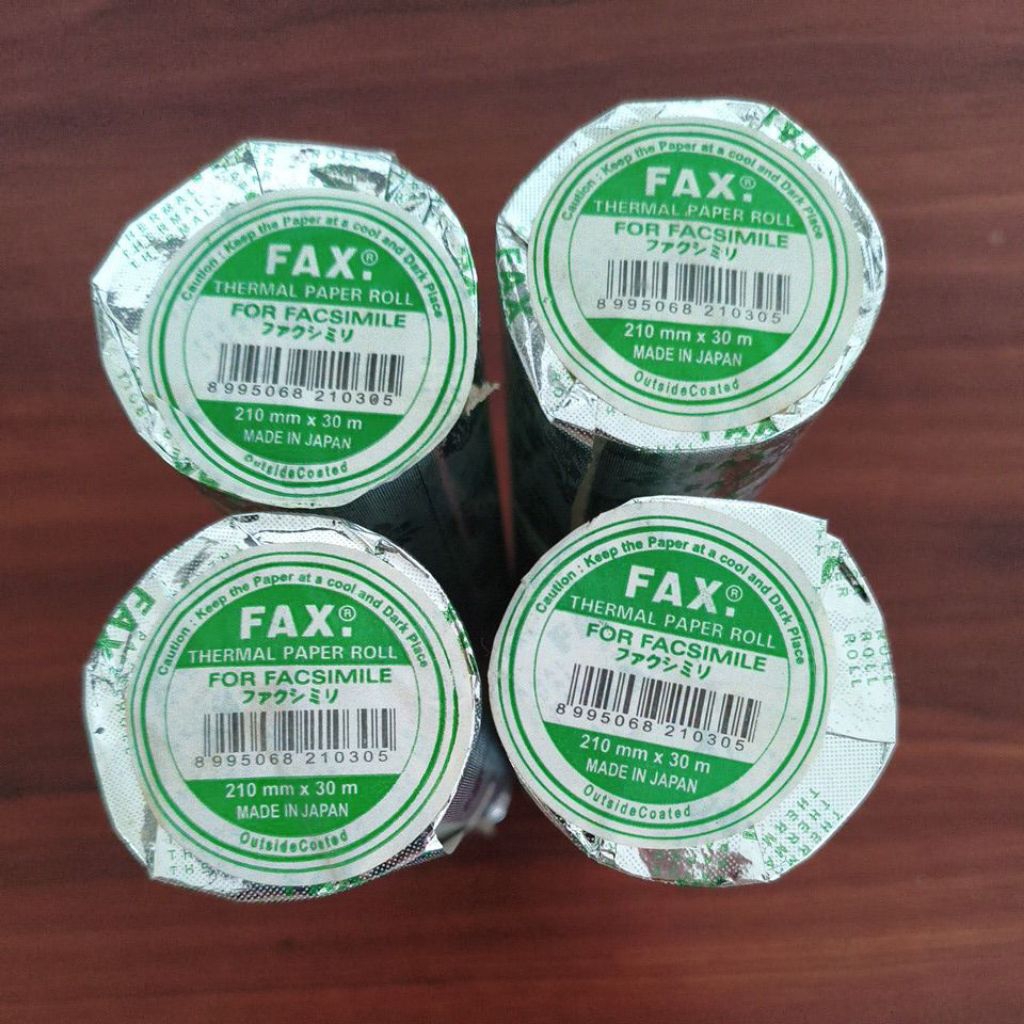 Caution : Keep the Paper at a cool and Dark Place
FAX.®
THERMAL PAPER ROLL
FOR FACSIMILE
ファクシミリ
8 995068 210305
210 mm x 30 m
MADE IN JAPAN
OutsideCoated
Caution : Keep the Paper at a cool and Dark Place
FAX.®
THERMAL PAPER ROLL
FOR FACSIMILE
ファクシミリ
8 995068 210305
210 mm x 30 m
MADE IN JAPAN
OutsideCoated
FAX
Caution : Keep the Paper at a cool and Dark Place
FAX.®
THERMAL PAPER ROLL
FOR FACSIMILE
ファクシミリ
8 995068 210305
210 mm x 30 m
MADE IN JAPAN
OutsideCoated
FAX
Caution : Keep the Paper at a cool and Dark Place
FAX.®
THERMAL PAPER ROLL
FOR FACSIMILE
ファクシミリ
8 995068 210305
210 mm x 30 m
MADE IN JAPAN
OutsideCoated
ROLL
ROLL